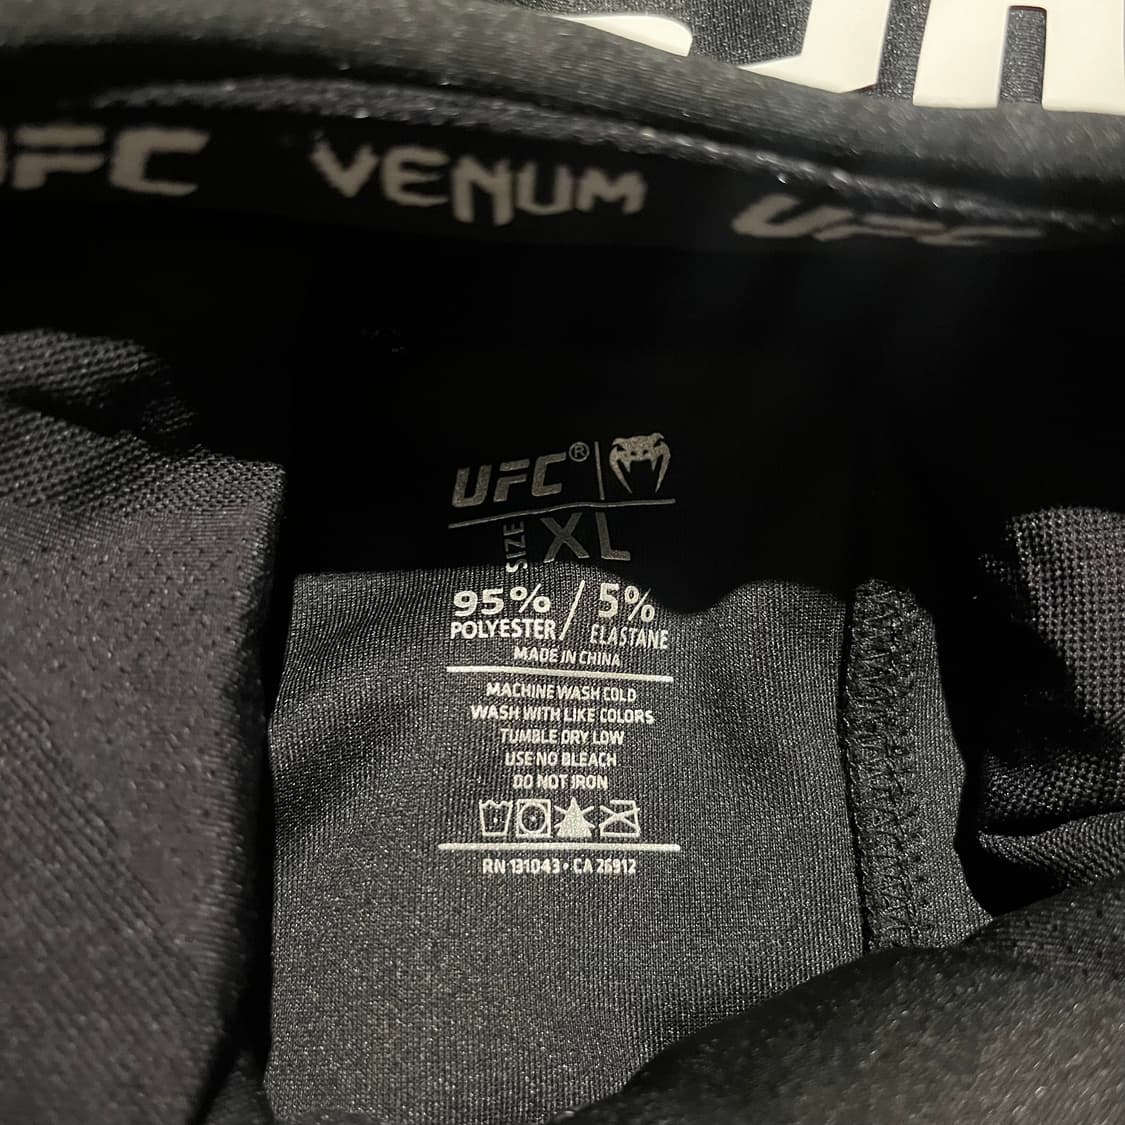 UFC VENUM UFC
UFC®
SIZE XL
95% / 5%
POLYESTER ELASTANE
MADE IN CHINA
MACHINE WASH COLD
WASH WITH LIKE COLORS
TUMBLE DRY LOW
USE NO BLEACH
DO NOT IRON
RN 131043 • CA 26912